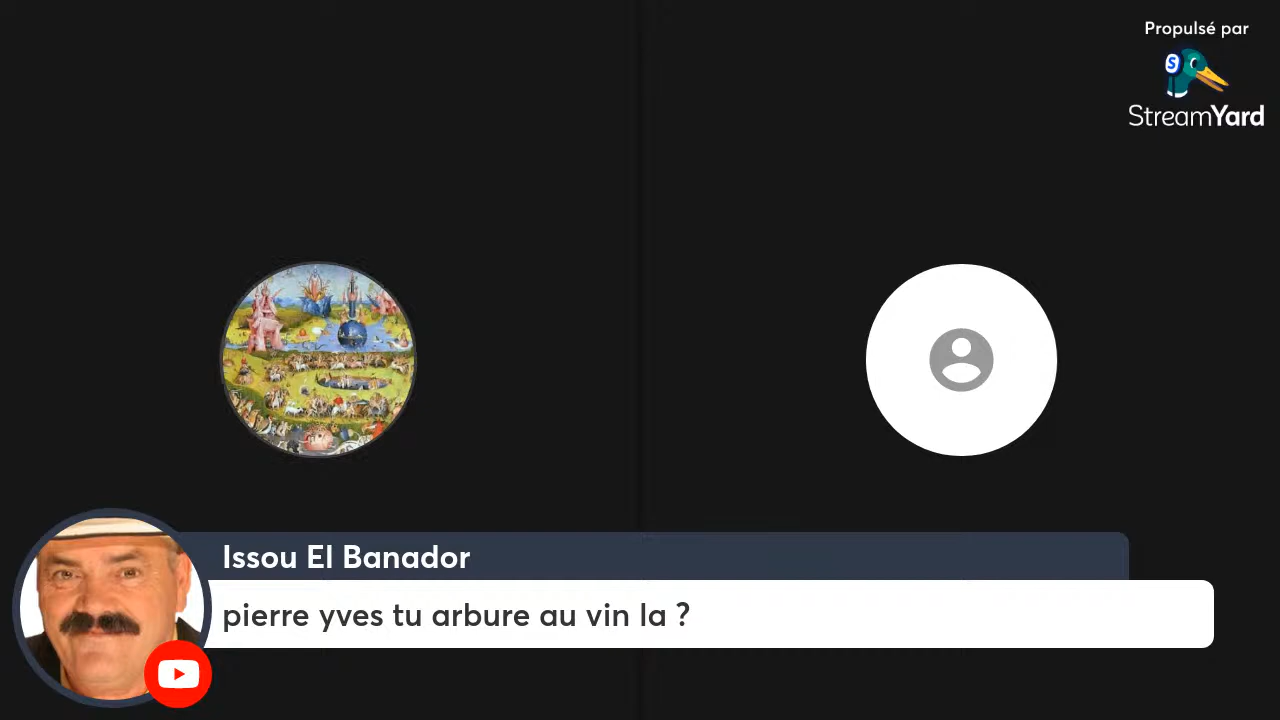 Propulsé par
S
StreamYard
Issou El Banador
pierre yves tu arbure au vin la ?